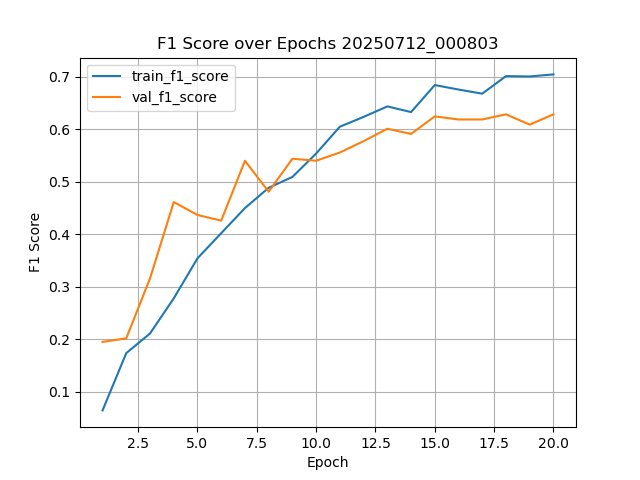 F1 Score over Epochs 20250712_000803
train_f1_score
val_f1_score
F1 Score
0.7
0.6
0.5
0.4
0.3
0.2
0.1
2.5 5.0 7.5 10.0 12.5 15.0 17.5 20.0
Epoch